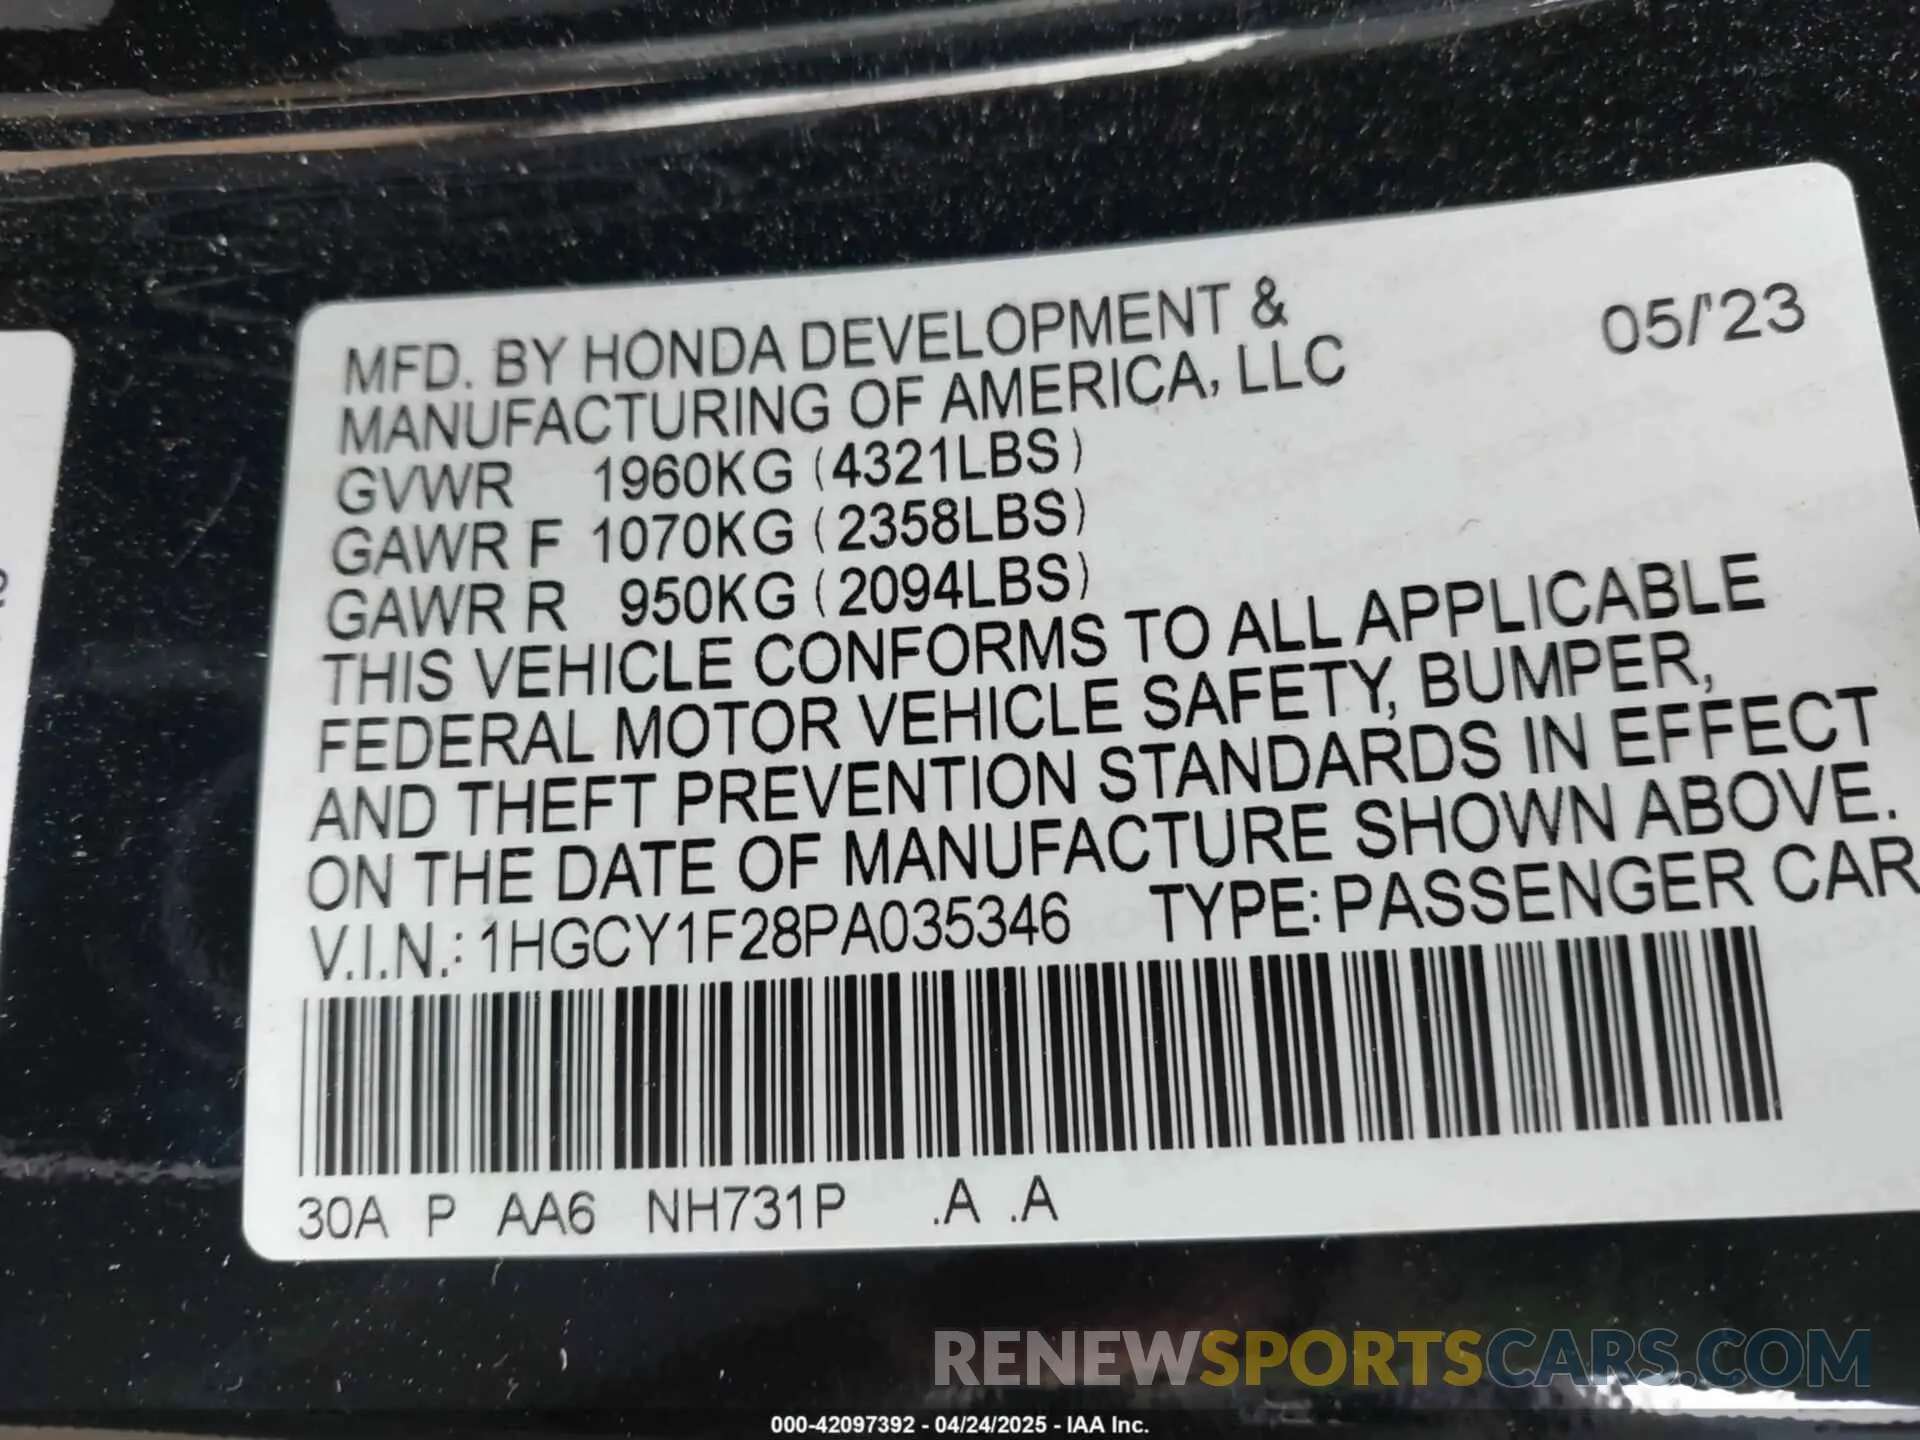 MFD. BY HONDA DEVELOPMENT &
MANUFACTURING OF AMERICA, LLC
05/'23
GVWR 1960KG (4321LBS)
GAWR F 1070KG (2358LBS)
GAWR R 950KG (2094LBS)
THIS VEHICLE CONFORMS TO ALL APPLICABLE
FEDERAL MOTOR VEHICLE SAFETY, BUMPER,
AND THEFT PREVENTION STANDARDS IN EFFECT
ON THE DATE OF MANUFACTURE SHOWN ABOVE.
V.I.N.: 1HGCY1F28PA035346 TYPE: PASSENGER CAR
30A P AA6 NH731P .A .A
RENEWSPORTSCARS.COM
000-42097392 - 04/24/2025 - IAA Inc.